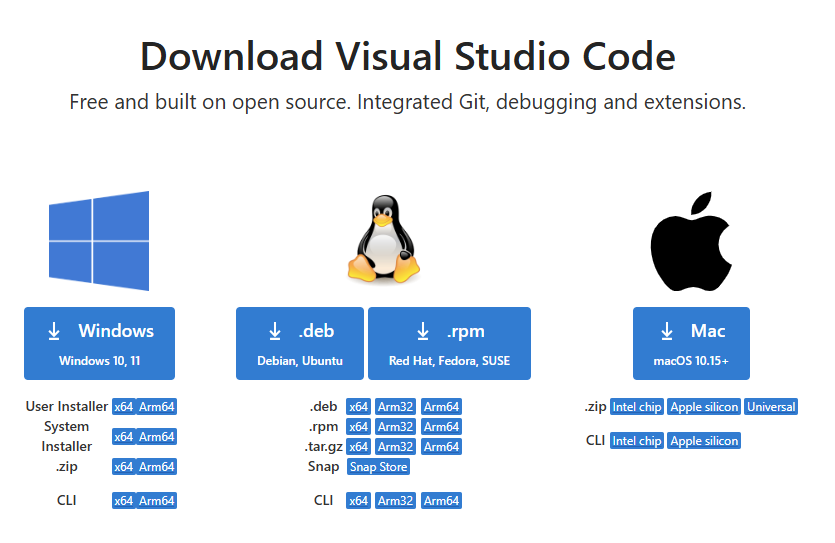 Download Visual Studio Code
Free and built on open source. Integrated Git, debugging and extensions.
Windows
Windows 10, 11
User Installer x64 Arm64
System Installer x64 Arm64
.zip x64 Arm64
CLI x64 Arm64
.deb
Debian, Ubuntu
.rpm
Red Hat, Fedora, SUSE
.deb x64 Arm32 Arm64
.rpm x64 Arm32 Arm64
.tar.gz x64 Arm32 Arm64
Snap Snap Store
CLI x64 Arm32 Arm64
Mac
macOS 10.15+
.zip Intel chip Apple silicon Universal
CLI Intel chip Apple silicon